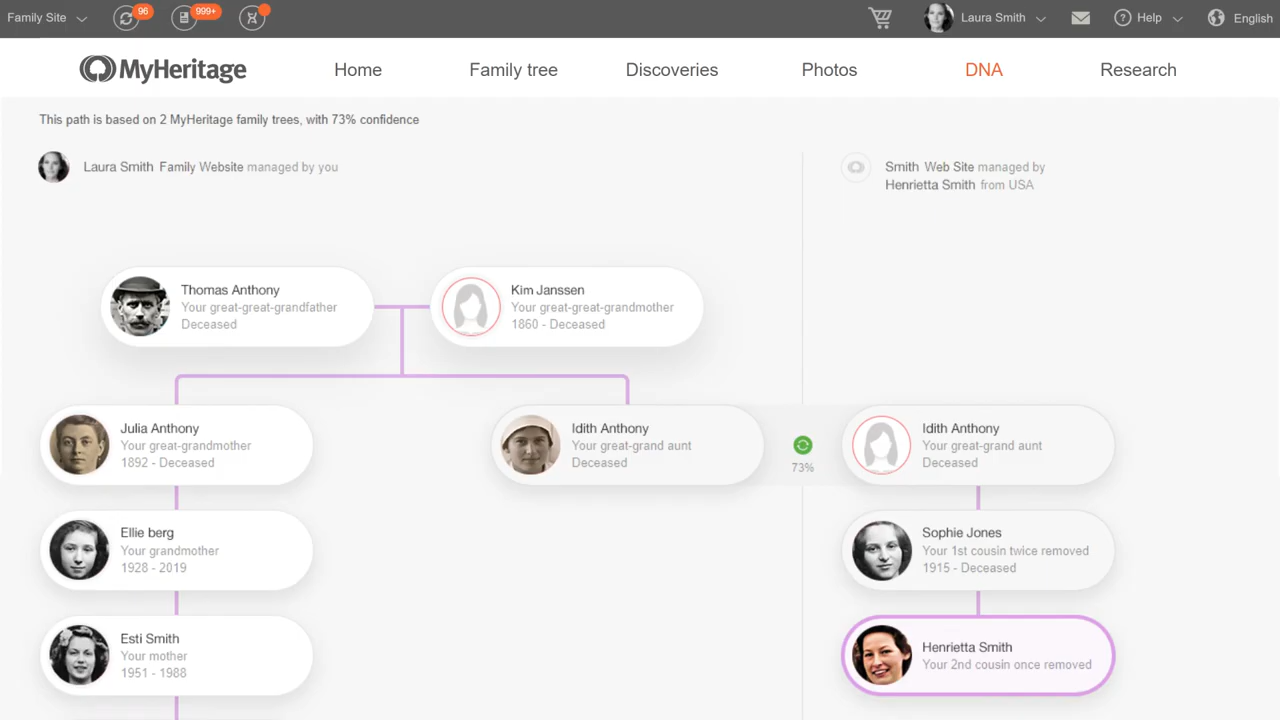 Family Site
96
999+
Laura Smith
Help
English
MyHeritage
Home
Family tree
Discoveries
Photos
DNA
Research
This path is based on 2 MyHeritage family trees, with 73% confidence
Laura Smith Family Website managed by you
Smith Web Site managed by
Henrietta Smith from USA
Thomas Anthony
Your great-great-grandfather
Deceased
Kim Janssen
Your great-great-grandmother
1860 - Deceased
Julia Anthony
Your great-grandmother
1892 - Deceased
Idith Anthony
Your great-grand aunt
Deceased
73%
Idith Anthony
Your great-grand aunt
Deceased
Ellie berg
Your grandmother
1928 - 2019
Sophie Jones
Your 1st cousin twice removed
1915 - Deceased
Esti Smith
Your mother
1951 - 1988
Henrietta Smith
Your 2nd cousin once removed